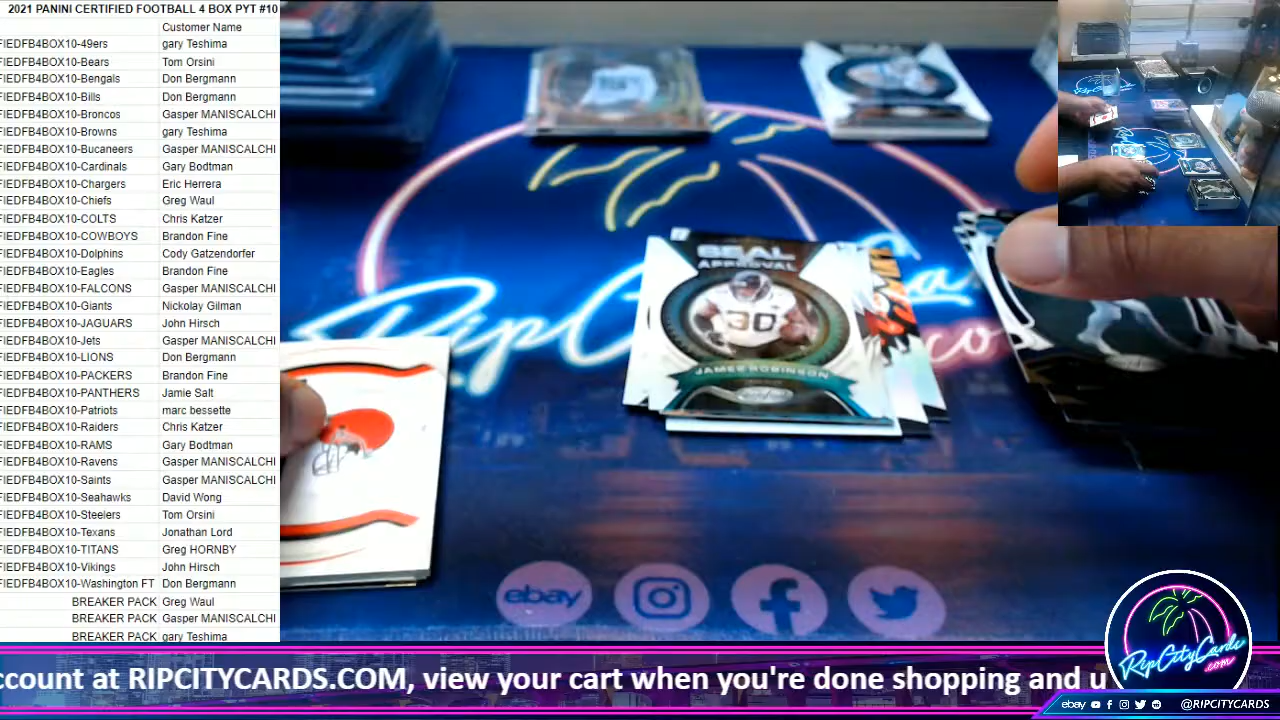 2021 PANINI CERTIFIED FOOTBALL 4 BOX PYT #10
Customer Name
FIEDFB4BOX10-49ers gary Teshima
FIEDFB4BOX10-Bears Tom Orsini
FIEDFB4BOX10-Bengals Don Bergmann
FIEDFB4BOX10-Bills Don Bergmann
FIEDFB4BOX10-Broncos Gasper MANISCALCHI
FIEDFB4BOX10-Browns gary Teshima
FIEDFB4BOX10-Bucaneers Gasper MANISCALCHI
FIEDFB4BOX10-Cardinals Gary Bodtman
FIEDFB4BOX10-Chargers Eric Herrera
FIEDFB4BOX10-Chiefs Greg Waul
FIEDFB4BOX10-COLTS Chris Katzer
FIEDFB4BOX10-COWBOYS Brandon Fine
FIEDFB4BOX10-Dolphins Cody Gatzendorfer
FIEDFB4BOX10-Eagles Brandon Fine
FIEDFB4BOX10-FALCONS Gasper MANISCALCHI
FIEDFB4BOX10-Giants Nickolay Gilman
FIEDFB4BOX10-JAGUARS John Hirsch
FIEDFB4BOX10-Jets Gasper MANISCALCHI
FIEDFB4BOX10-LIONS Don Bergmann
FIEDFB4BOX10-PACKERS Brandon Fine
FIEDFB4BOX10-PANTHERS Jamie Salt
FIEDFB4BOX10-Patriots marc bessette
FIEDFB4BOX10-Raiders Chris Katzer
FIEDFB4BOX10-RAMS Gary Bodtman
FIEDFB4BOX10-Ravens Gasper MANISCALCHI
FIEDFB4BOX10-Saints Gasper MANISCALCHI
FIEDFB4BOX10-Seahawks David Wong
FIEDFB4BOX10-Steelers Tom Orsini
FIEDFB4BOX10-Texans Jonathan Lord
FIEDFB4BOX10-TITANS Greg HORNBY
FIEDFB4BOX10-Vikings John Hirsch
FIEDFB4BOX10-Washington FT Don Bergmann
BREAKER PACK Greg Waul
BREAKER PACK Gasper MANISCALCHI
BREAKER PACK gary Teshima
SEAL
APPROVAL
30
JAMES ROBINSON
ebay
ccount at RIPCITYCARDS.COM, view your cart when you're done shopping and u
RipCityCards
.com
ebay @RIPCITYCARDS